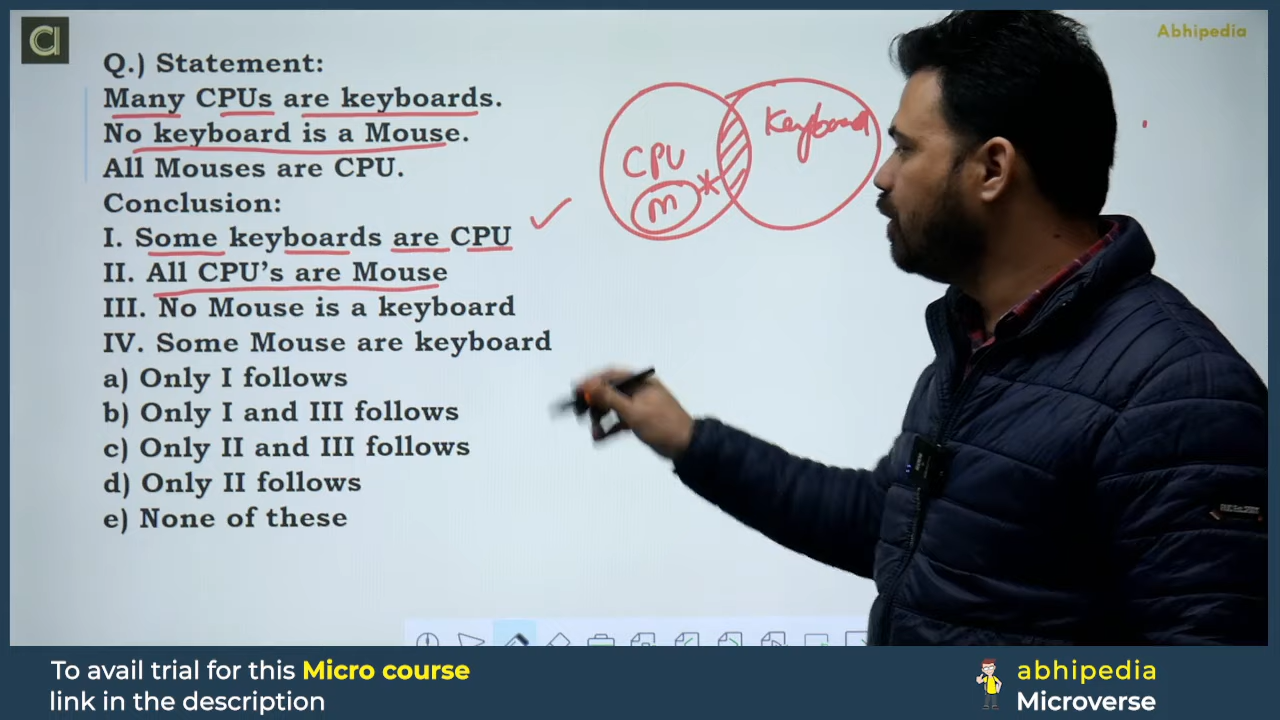 Abhipedia
Q.) Statement:
Many CPUs are keyboards.
No keyboard is a Mouse.
All Mouses are CPU.
Conclusion:
I. Some keyboards are CPU
II. All CPU's are Mouse
III. No Mouse is a keyboard
IV. Some Mouse are keyboard
a) Only I follows
b) Only I and III follows
c) Only II and III follows
d) Only II follows
e) None of these
CPU
Keyboard
m
To avail trial for this Micro course
link in the description
abhipedia
Microverse